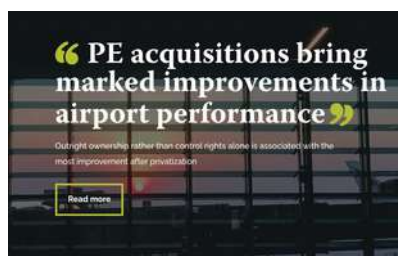 “ PE acquisitions bring
marked improvements in
airport performance ”
Outright ownership rather than control rights alone is associated with the
most improvement after privatization
Read more